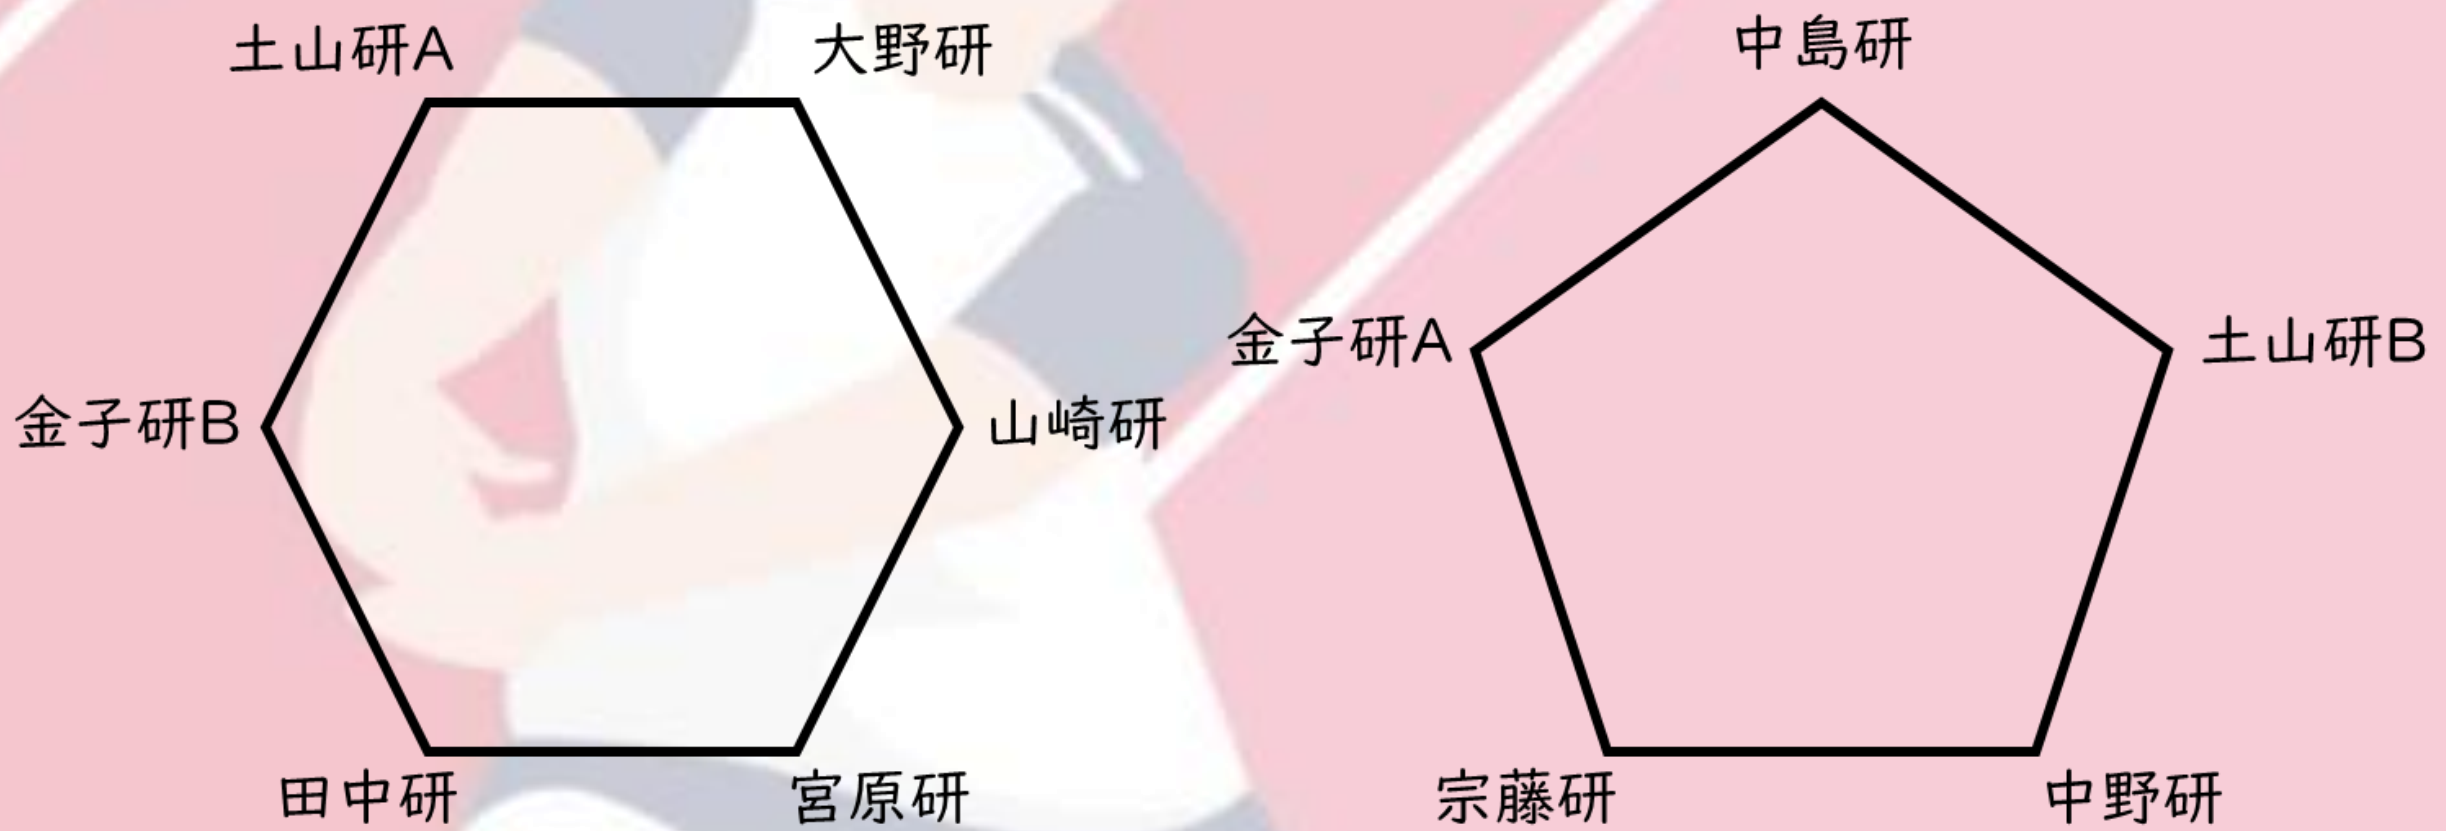 土山研A
大野研
金子研B
山崎研
田中研
宮原研
中島研
金子研A
土山研B
宗藤研
中野研